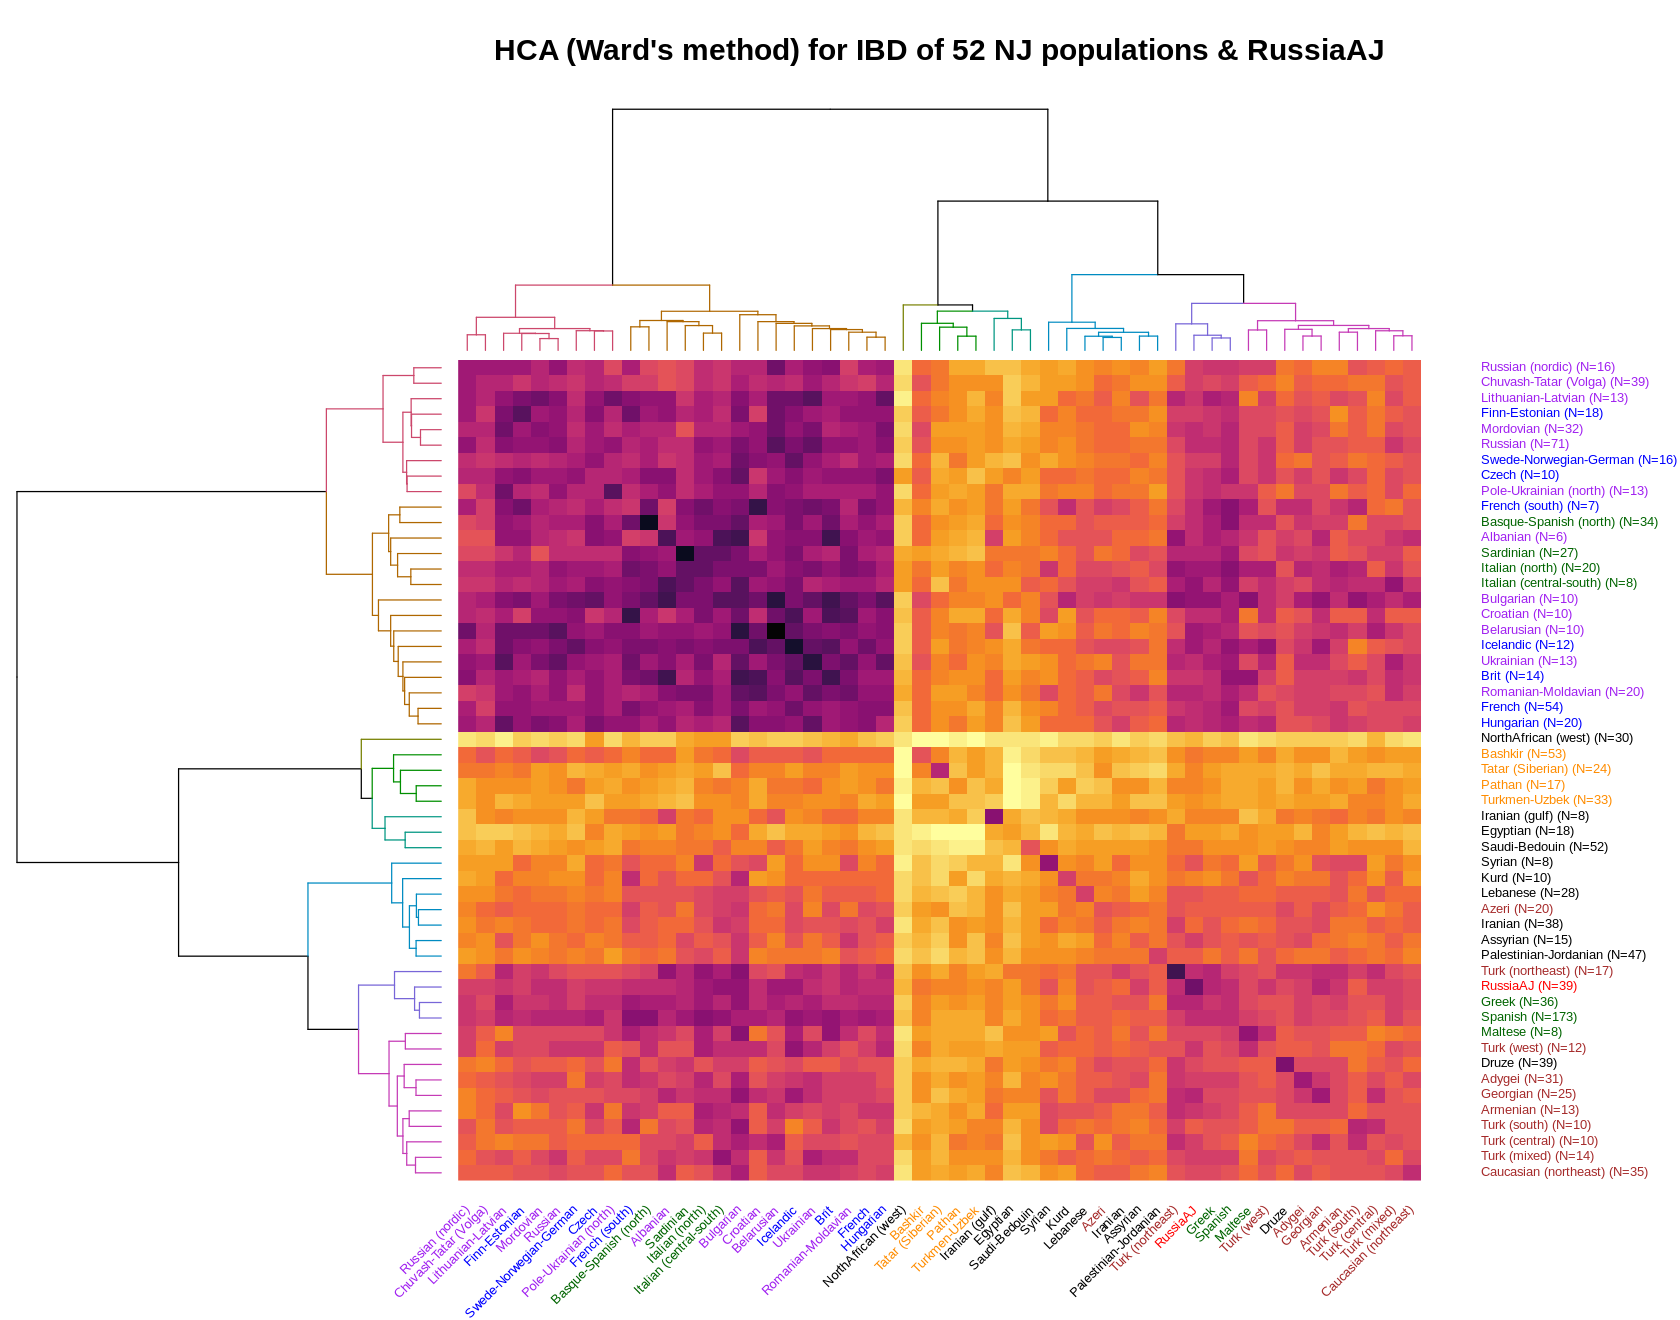 HCA (Ward's method) for IBD of 52 NJ populations & RussiaAJ
Russian (nordic) (N=16)
Chuvash-Tatar (Volga) (N=39)
Lithuanian-Latvian (N=13)
Finn-Estonian (N=18)
Mordovian (N=32)
Russian (N=71)
Swede-Norwegian-German (N=16)
Czech (N=10)
Pole-Ukrainian (north) (N=13)
French (south) (N=7)
Basque-Spanish (north) (N=34)
Albanian (N=6)
Sardinian (N=27)
Italian (north) (N=20)
Italian (central-south) (N=8)
Bulgarian (N=10)
Croatian (N=10)
Belarusian (N=10)
Icelandic (N=12)
Ukrainian (N=13)
Brit (N=14)
Romanian-Moldavian (N=20)
French (N=54)
Hungarian (N=20)
NorthAfrican (west) (N=30)
Bashkir (N=53)
Tatar (Siberian) (N=24)
Pathan (N=17)
Turkmen-Uzbek (N=33)
Iranian (gulf) (N=8)
Egyptian (N=18)
Saudi-Bedouin (N=52)
Syrian (N=8)
Kurd (N=10)
Lebanese (N=28)
Azeri (N=20)
Iranian (N=38)
Assyrian (N=15)
Palestinian-Jordanian (N=47)
Turk (northeast) (N=17)
RussiaAJ (N=39)
Greek (N=36)
Spanish (N=173)
Maltese (N=8)
Turk (west) (N=12)
Druze (N=39)
Adygei (N=31)
Georgian (N=25)
Armenian (N=13)
Turk (south) (N=10)
Turk (central) (N=10)
Turk (mixed) (N=14)
Caucasian (northeast) (N=35)
Russian (nordic)
Chuvash-Tatar (Volga)
Lithuanian-Latvian
Finn-Estonian
Mordovian
Russian
Swede-Norwegian-German
Czech
Pole-Ukrainian (north)
French (south)
Basque-Spanish (north)
Albanian
Sardinian
Italian (north)
Italian (central-south)
Bulgarian
Croatian
Belarusian
Icelandic
Ukrainian
Brit
Romanian-Moldavian
French
Hungarian
NorthAfrican (west)
Bashkir
Tatar (Siberian)
Pathan
Turkmen-Uzbek
Iranian (gulf)
Egyptian
Saudi-Bedouin
Syrian
Kurd
Lebanese
Azeri
Iranian
Assyrian
Palestinian-Jordanian
Turk (northeast)
RussiaAJ
Greek
Spanish
Maltese
Turk (west)
Druze
Adygei
Georgian
Armenian
Turk (south)
Turk (central)
Turk (mixed)
Caucasian (northeast)